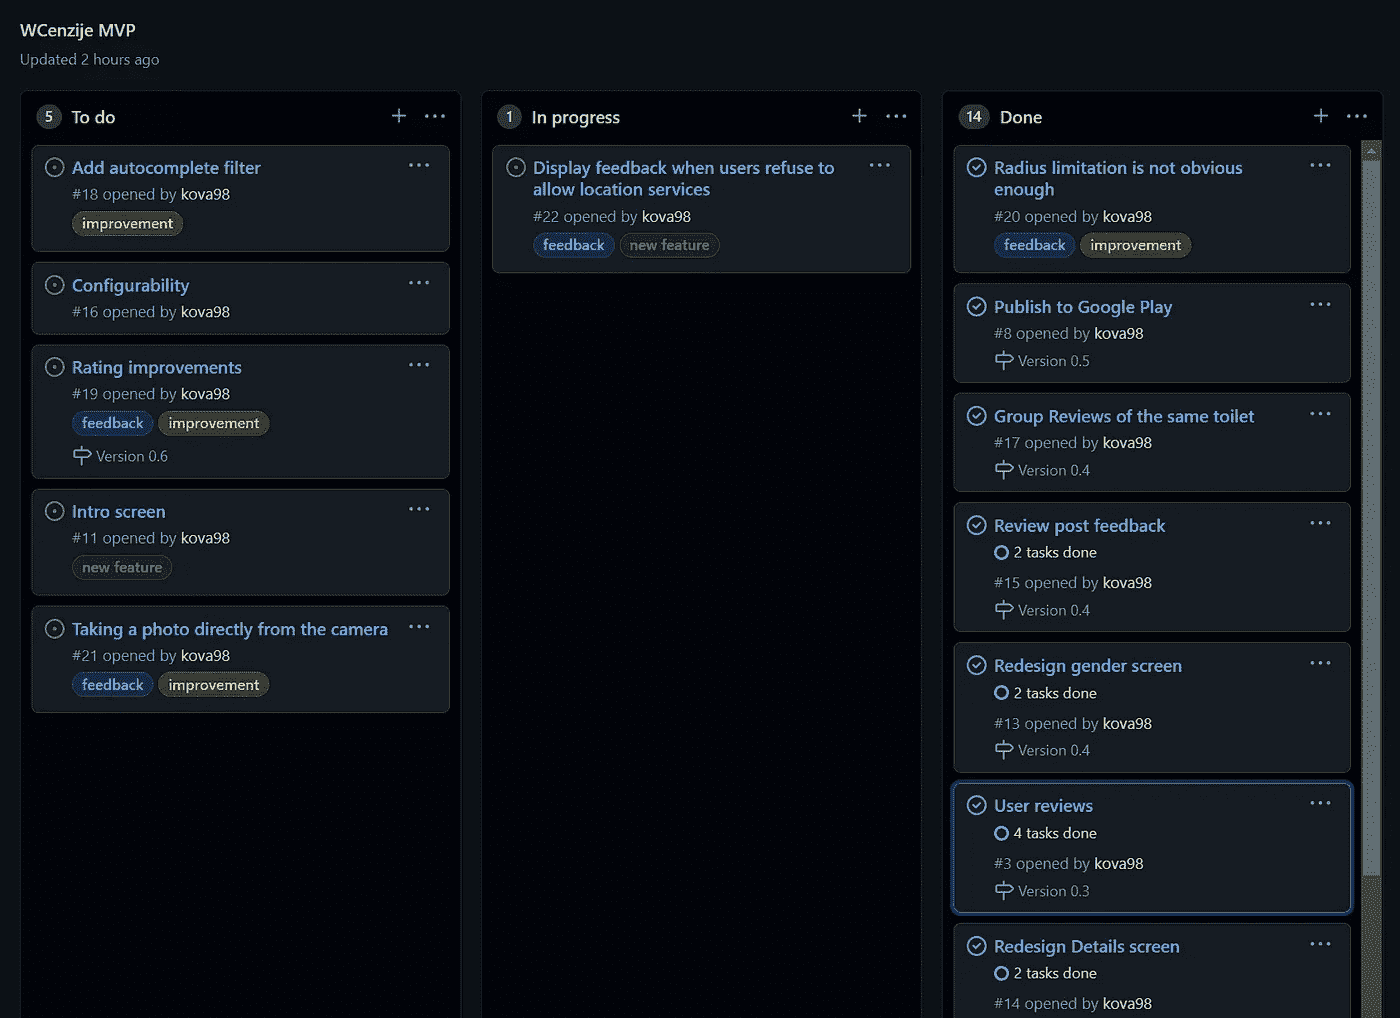 WCenzije MVP
Updated 2 hours ago
5 To do
Add autocomplete filter
#18 opened by kova98
improvement
Configurability
#16 opened by kova98
Rating improvements
#19 opened by kova98
feedback improvement
Version 0.6
Intro screen
#11 opened by kova98
new feature
Taking a photo directly from the camera
#21 opened by kova98
feedback improvement
1 In progress
Display feedback when users refuse to
allow location services
#22 opened by kova98
feedback new feature
14 Done
Radius limitation is not obvious
enough
#20 opened by kova98
feedback improvement
Publish to Google Play
#8 opened by kova98
Version 0.5
Group Reviews of the same toilet
#17 opened by kova98
Version 0.4
Review post feedback
2 tasks done
#15 opened by kova98
Version 0.4
Redesign gender screen
2 tasks done
#13 opened by kova98
Version 0.4
User reviews
4 tasks done
#3 opened by kova98
Version 0.3
Redesign Details screen
2 tasks done
#14 opened by kova98